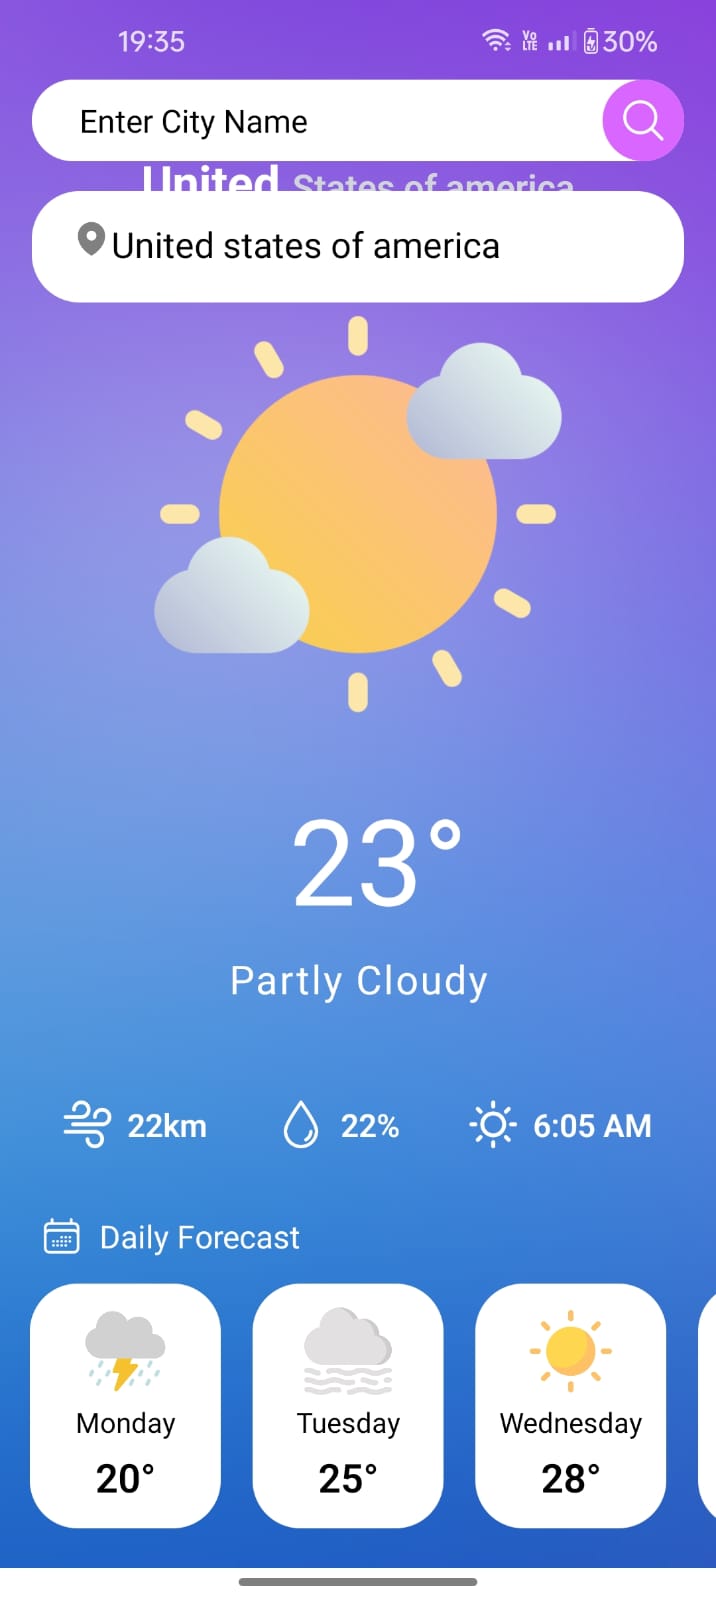 19:35 Vo LTE 30%
Enter City Name
United States of america
United states of america
23°
Partly Cloudy
22km 22% 6:05 AM
Daily Forecast
Monday Tuesday Wednesday
20° 25° 28°